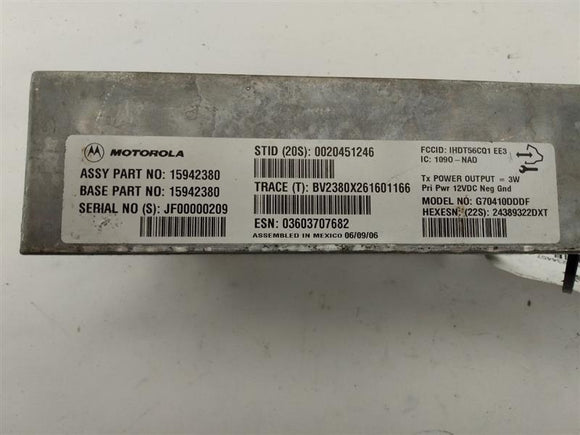 MOTOROLA
ASSY PART NO: 15942380
BASE PART NO: 15942380
SERIAL NO (S): JF00000209
STID (20S): 0020451246
TRACE (T): BV2380X261601166
ESN: 03603707682
ASSEMBLED IN MEXICO 06/09/06
FCCID: IHDT56CQ1 EE3
IC: 109O-NAD
Tx POWER OUTPUT = 3W
Pri Pwr 12VDC Neg Gnd
MODEL NO: G70410DDDF
HEXESN: (22S) 24389322DXT